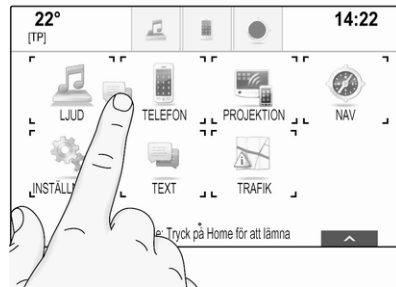 22° 14:22
[TP]
LJUD TELEFON PROJEKTION NAV
TEXT TRAFIK
Tryck på Home för att lämna